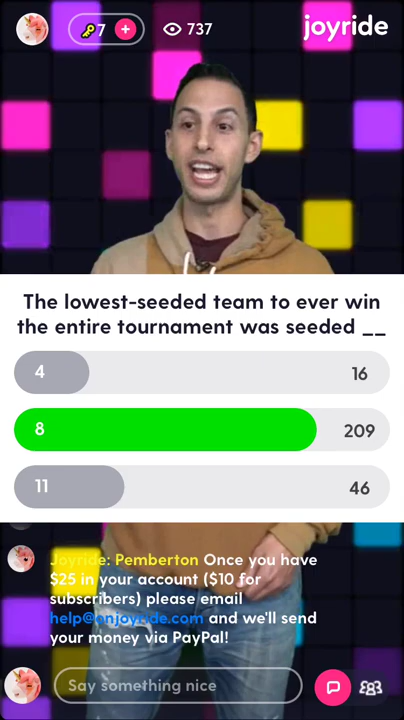 7
737
joyride
The lowest-seeded team to ever win
the entire tournament was seeded __
4 16
8 209
11 46
Joyride: Pemberton Once you have
$25 in your account ($10 for
subscribers) please email
help@onjoyride.com and we'll send
your money via PayPal!
Say something nice